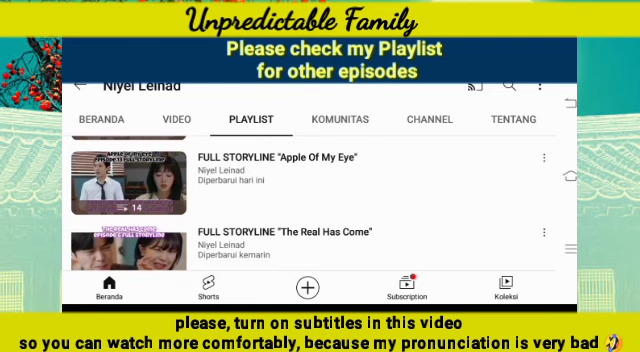 Unpredictable Family
Please check my Playlist
for other episodes
Niyel Leinad
BERANDA VIDEO PLAYLIST KOMUNITAS CHANNEL TENTANG
FULL STORYLINE "Apple Of My Eye"
Niyel Leinad
Diperbarui hari ini
14
FULL STORYLINE "The Real Has Come"
Niyel Leinad
Diperbarui kemarin
Beranda Shorts Subscription Koleksi
please, turn on subtitles in this video
so you can watch more comfortably, because my pronunciation is very bad